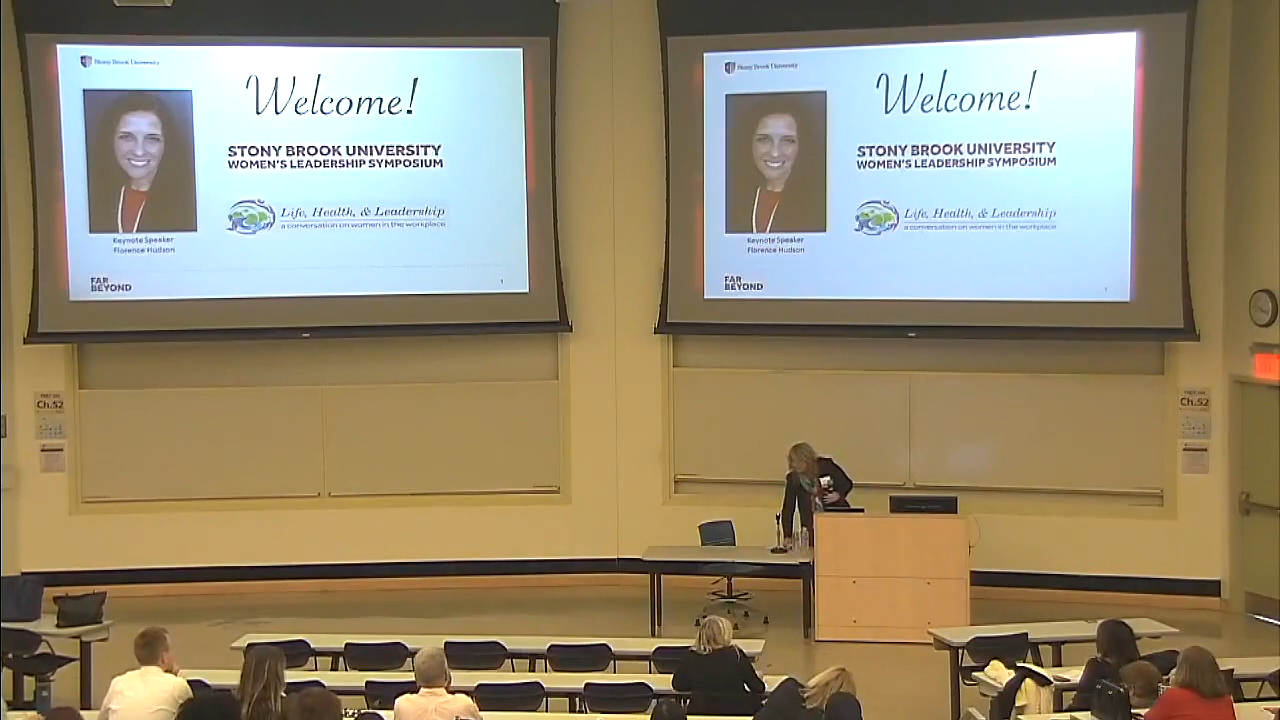 Stony Brook University
Welcome!
STONY BROOK UNIVERSITY
WOMEN'S LEADERSHIP SYMPOSIUM
Life, Health, & Leadership
a conversation on women in the workplace
Keynote Speaker
Florence Hudson
FAR
BEYOND
1
Stony Brook University
Welcome!
STONY BROOK UNIVERSITY
WOMEN'S LEADERSHIP SYMPOSIUM
Life, Health, & Leadership
a conversation on women in the workplace
Keynote Speaker
Florence Hudson
FAR
BEYOND
1
Ch.52
Ch.52